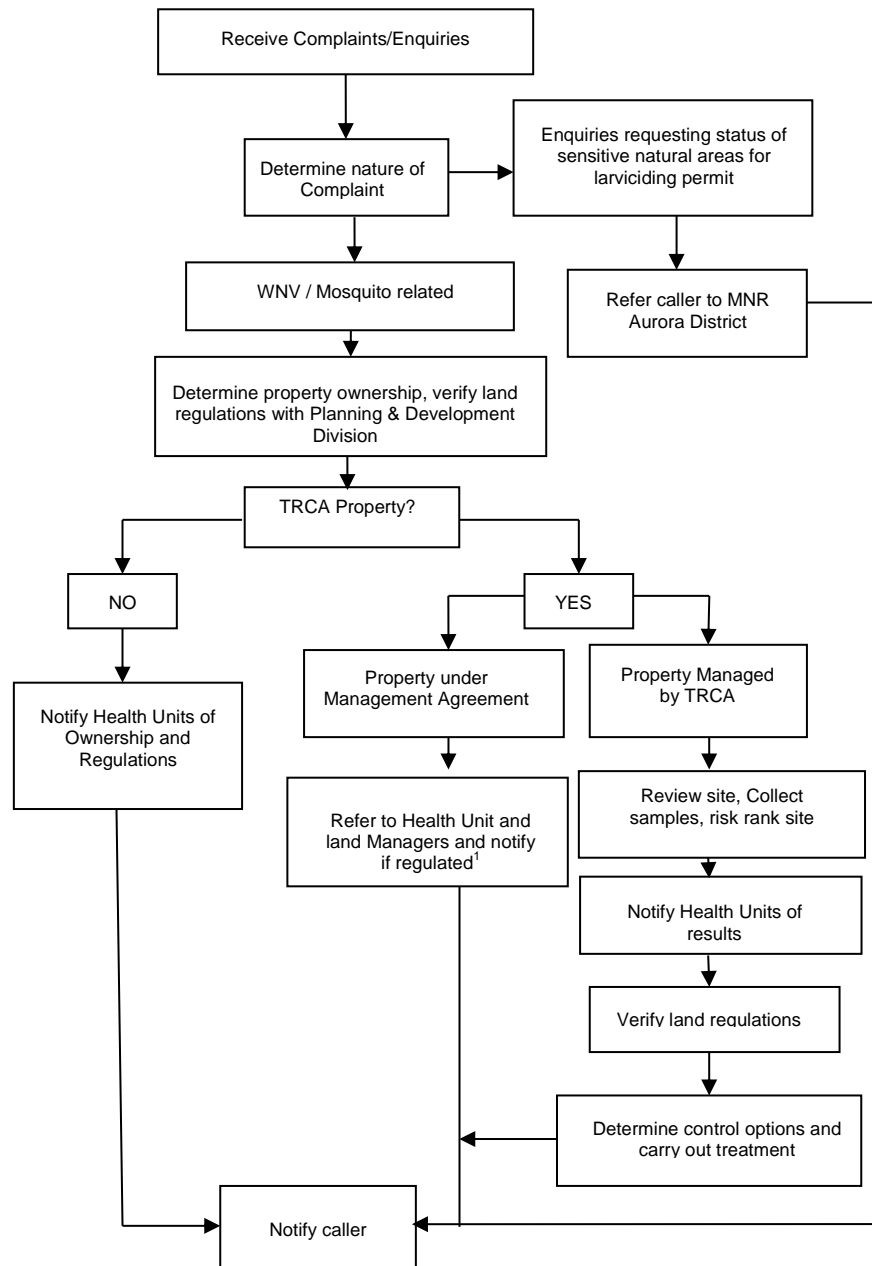 Receive Complaints/Enquiries
Determine nature of
Complaint
Enquiries requesting status of
sensitive natural areas for
larviciding permit
WNV / Mosquito related
Refer caller to MNR
Aurora District
Determine property ownership, verify land
regulations with Planning & Development
Division
TRCA Property?
NO
YES
Notify Health Units of
Ownership and
Regulations
Property under
Management Agreement
Property Managed
by TRCA
Refer to Health Unit and
land Managers and notify
if regulated1
Review site, Collect
samples, risk rank site
Notify Health Units of
results
Verify land regulations
Determine control options and
carry out treatment
Notify caller